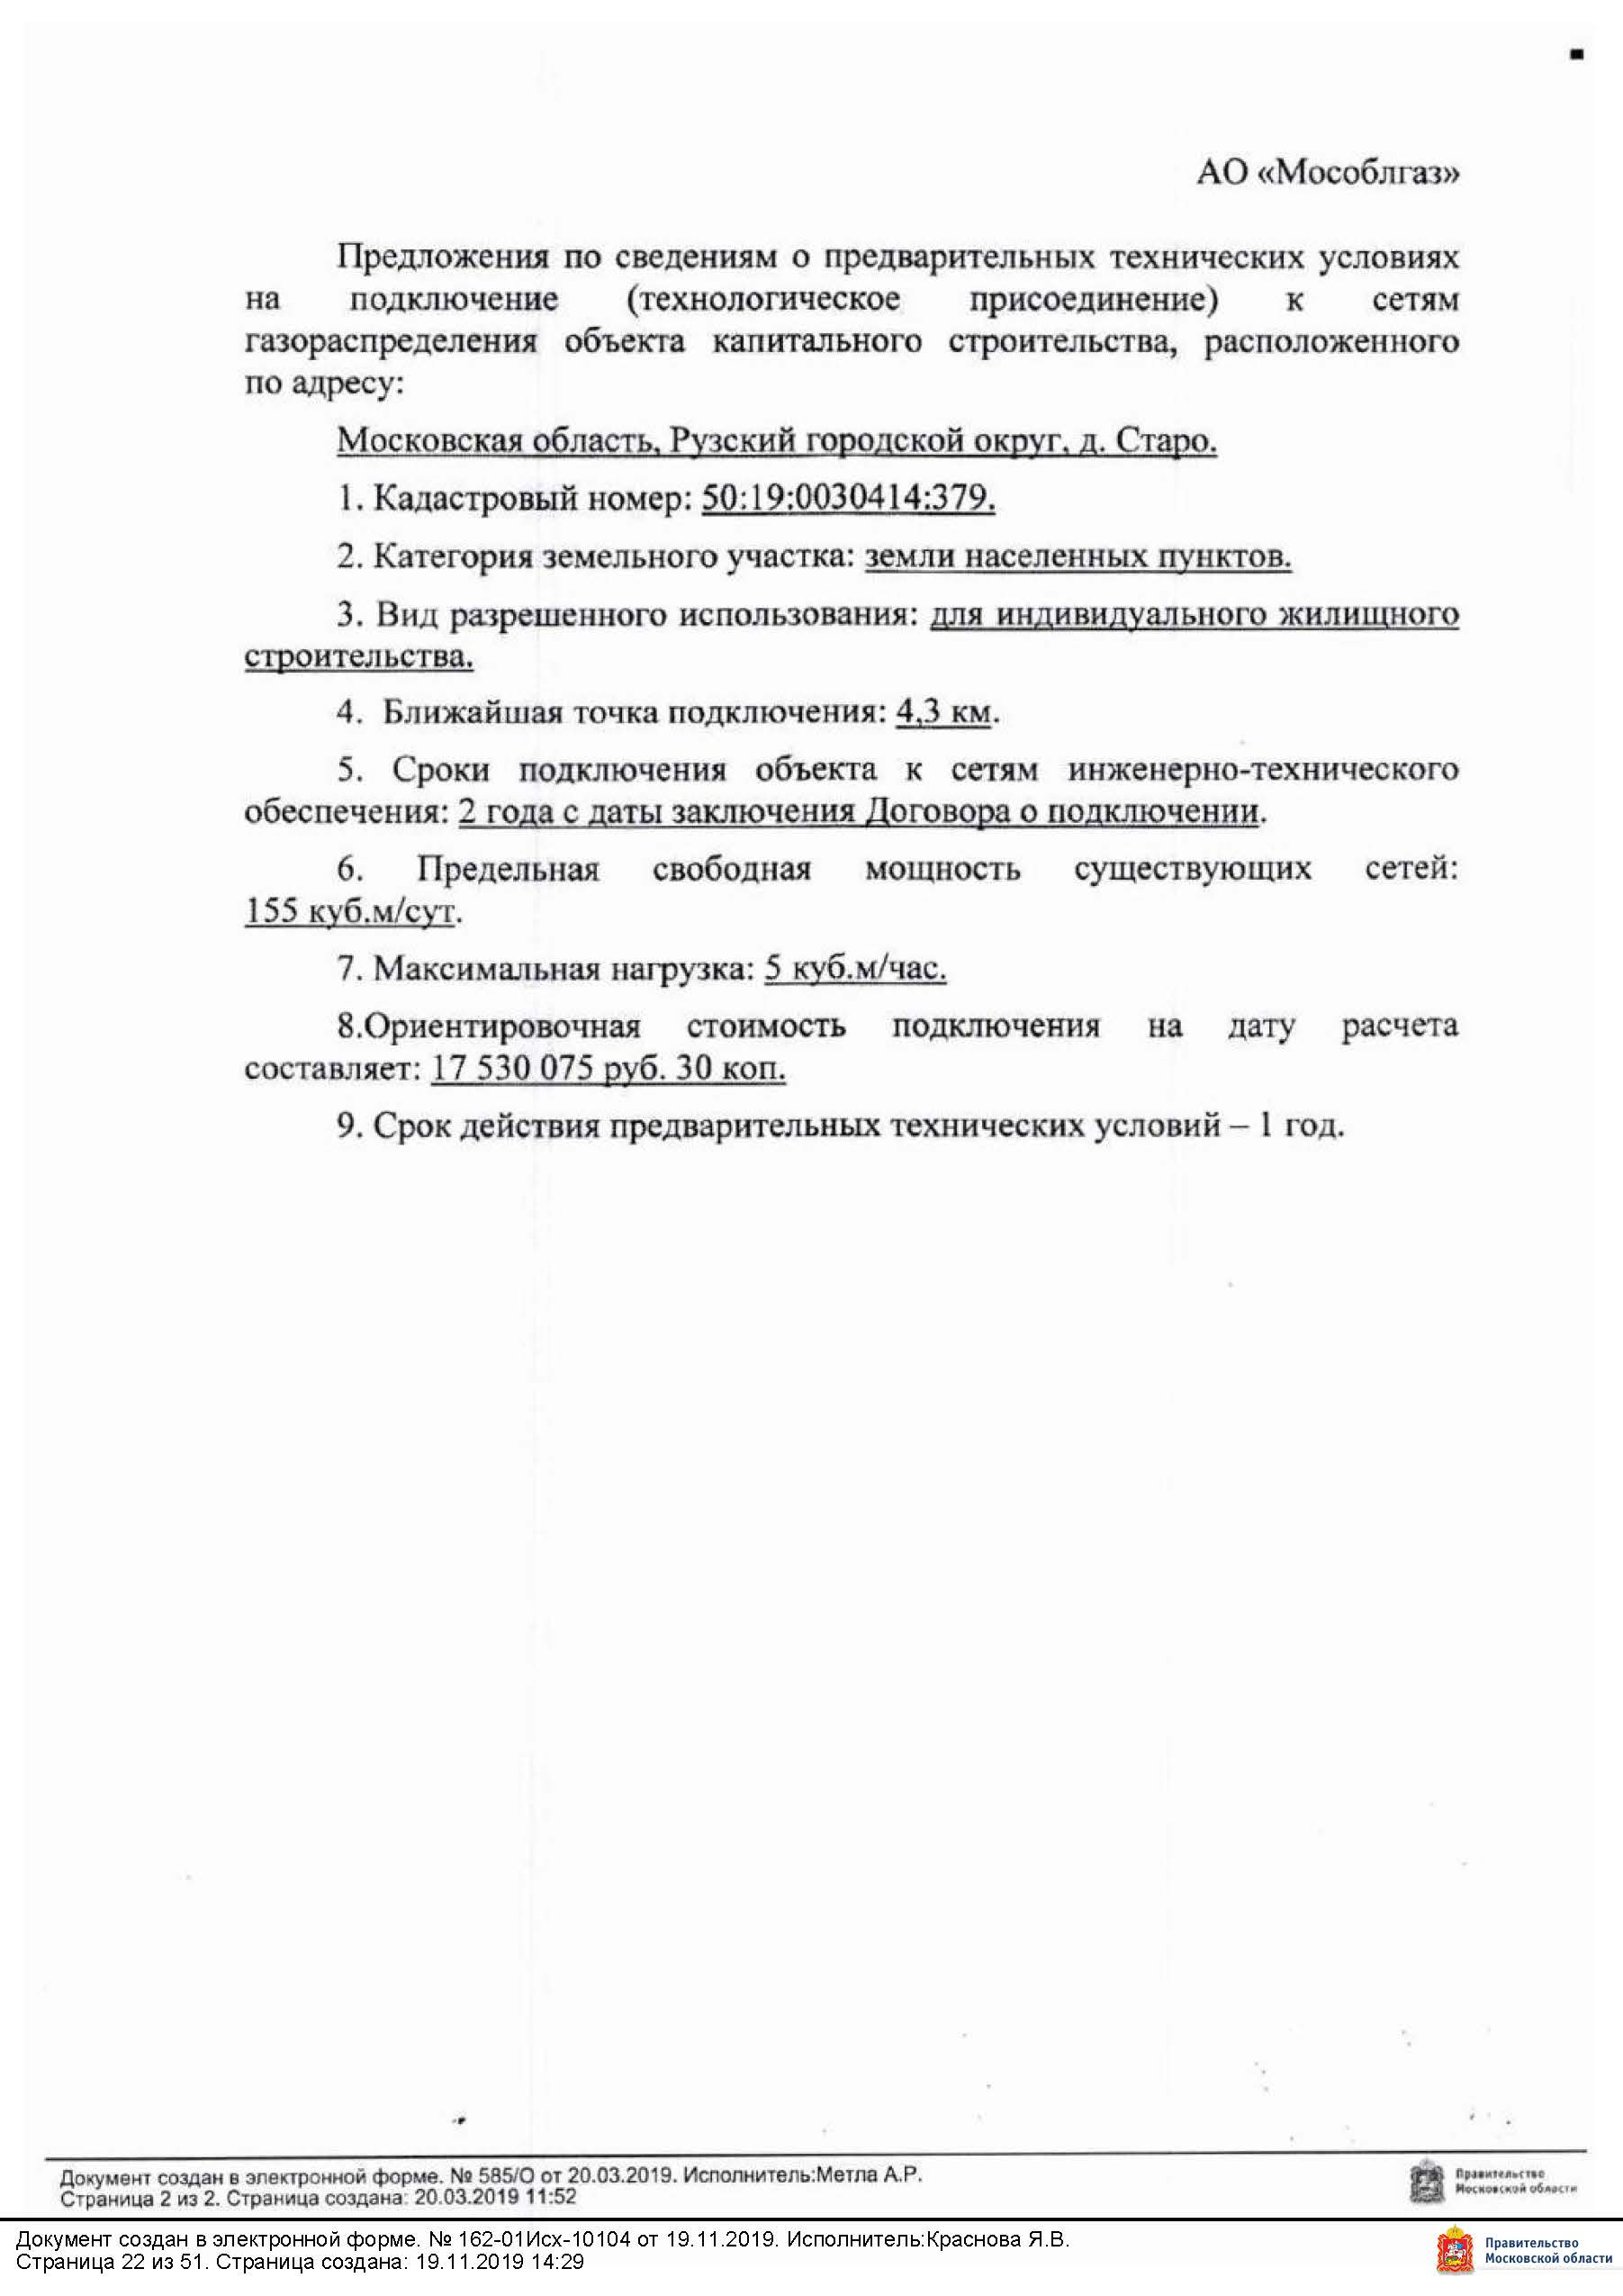 АО «Мособлгаз»
Предложения по сведениям о предварительных технических условиях
на подключение (технологическое присоединение) к сетям
газораспределения объекта капитального строительства, расположенного
по адресу:
Московская область, Рузский городской округ, д. Старо.
1. Кадастровый номер: 50:19:0030414:379.
2. Категория земельного участка: земли населенных пунктов.
3. Вид разрешенного использования: для индивидуального жилищного
строительства.
4. Ближайшая точка подключения: 4,3 км.
5. Сроки подключения объекта к сетям инженерно-технического
обеспечения: 2 года с даты заключения Договора о подключении.
6. Предельная свободная мощность существующих сетей:
155 куб.м/сут.
7. Максимальная нагрузка: 5 куб.м/час.
8.Ориентировочная стоимость подключения на дату расчета
составляет: 17 530 075 руб. 30 коп.
9. Срок действия предварительных технических условий – 1 год.
Документ создан в электронной форме. № 585/О от 20.03.2019. Исполнитель:Метла А.Р.
Страница 2 из 2. Страница создана: 20.03.2019 11:52
Правительство
Московской области
Документ создан в электронной форме. № 162-01Исх-10104 от 19.11.2019. Исполнитель:Краснова Я.В.
Страница 22 из 51. Страница создана: 19.11.2019 14:29
Правительство
Московской области